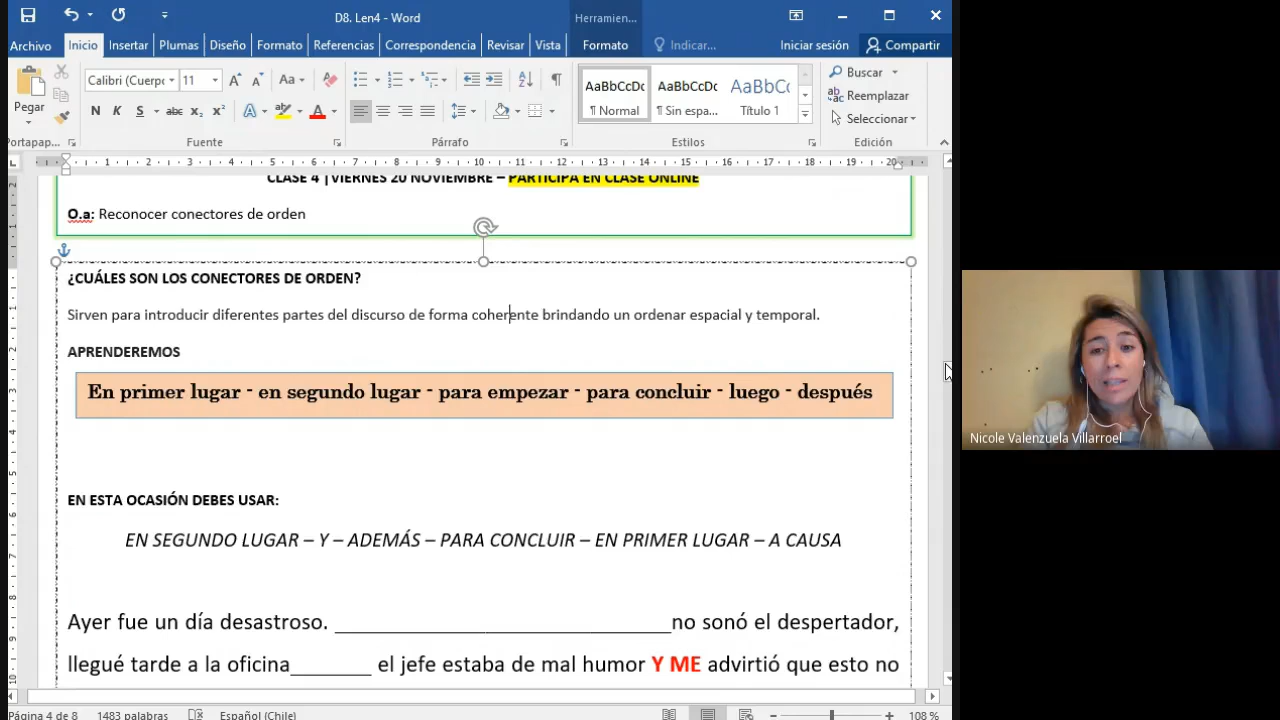 D8. Len4 - Word
Herramien...
Archivo Inicio Insertar Plumas Diseño Formato Referencias Correspondencia Revisar Vista Formato Indicar... Iniciar sesión Compartir
Pegar
Calibri (Cuerpo 11
N K S abc x₂ x²
AaBbCcDc AaBbCcDc AaBbCc
¶ Normal ¶ Sin espa... Título 1
Buscar
Reemplazar
Seleccionar
Portapap... Fuente Párrafo Estilos Edición
CLASE 4 | VIERNES 20 NOVIEMBRE – PARTICIPA EN CLASE ONLINE
O.a: Reconocer conectores de orden
¿CUÁLES SON LOS CONECTORES DE ORDEN?
Sirven para introducir diferentes partes del discurso de forma coherente brindando un ordenar espacial y temporal.
APRENDEREMOS
En primer lugar - en segundo lugar - para empezar - para concluir - luego - después
EN ESTA OCASIÓN DEBES USAR:
EN SEGUNDO LUGAR – Y – ADEMÁS – PARA CONCLUIR – EN PRIMER LUGAR – A CAUSA
Ayer fue un día desastroso. ______________________________no sonó el despertador,
llegué tarde a la oficina_______ el jefe estaba de mal humor Y ME advirtió que esto no
Nicole Valenzuela Villarroel
Página 4 de 8 1483 palabras Español (Chile) 108 %